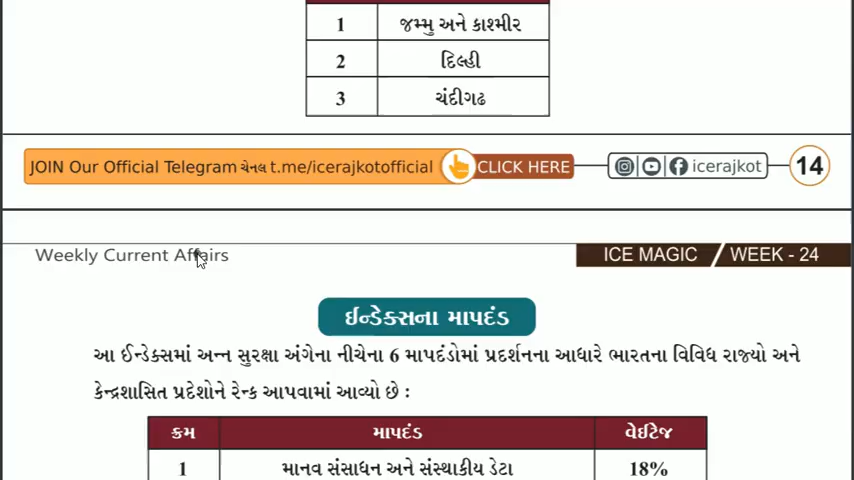 1 જમ્મુ અને કાશ્મીર
2 દિલ્હી
3 ચંદીગઢ
JOIN Our Official Telegram ચેનલ t.me/icerajkotofficial CLICK HERE icerajkot 14
Weekly Current Affairs ICE MAGIC / WEEK - 24
ઈન્ડેક્સના માપદંડ
આ ઈન્ડેક્સમાં અન્ન સુરક્ષા અંગેના નીચેના 6 માપદંડોમાં પ્રદર્શનના આધારે ભારતના વિવિધ રાજ્યો અને
કેન્દ્રશાસિત પ્રદેશોને રેન્ક આપવામાં આવ્યો છે :
ક્રમ માપદંડ વેઈટેજ
1 માનવ સંસાધન અને સંસ્થાકીય ડેટા 18%